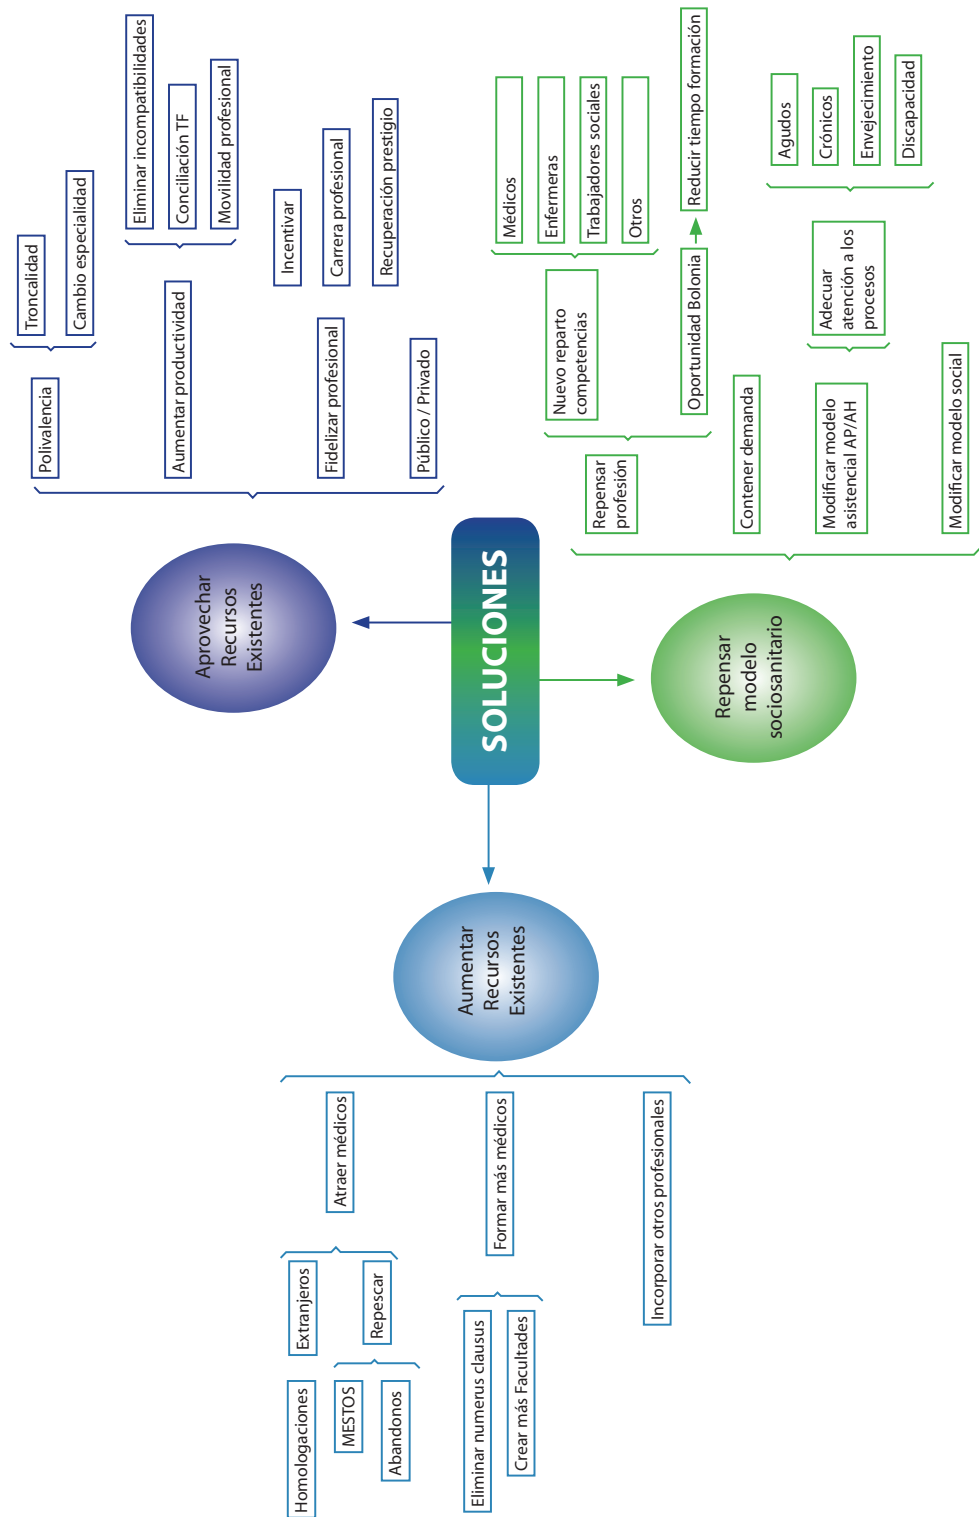 SOLUCIONES
Aprovechar
Recursos
Existentes
Polivalencia
Troncalidad
Cambio especialidad
Aumentar productividad
Eliminar incompatibilidades
Conciliación TF
Movilidad profesional
Fidelizar profesional
Incentivar
Carrera profesional
Recuperación prestigio
Público / Privado
Repensar
modelo
sociosanitario
Repensar
profesión
Nuevo reparto
competencias
Médicos
Enfermeras
Trabajadores sociales
Otros
Oportunidad Bolonia
Reducir tiempo formación
Contener demanda
Modificar modelo
asistencial AP/AH
Adecuar
atención a los
procesos
Agudos
Crónicos
Envejecimiento
Discapacidad
Modificar modelo social
Aumentar
Recursos
Existentes
Atraer médicos
Extranjeros
Homologaciones
Repescar
MESTOS
Abandonos
Formar más médicos
Eliminar numerus clausus
Crear más Facultades
Incorporar otros profesionales